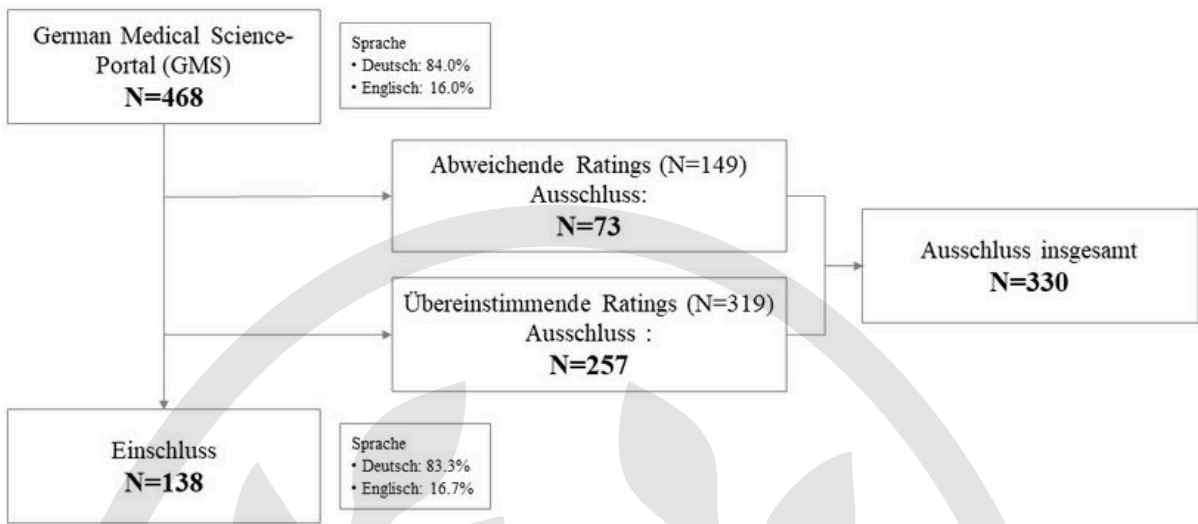 German Medical Science-
Portal (GMS)
N=468
Sprache
• Deutsch: 84.0%
• Englisch: 16.0%
Abweichende Ratings (N=149)
Ausschluss:
N=73
Übereinstimmende Ratings (N=319)
Ausschluss :
N=257
Ausschluss insgesamt
N=330
Einschluss
N=138
Sprache
• Deutsch: 83.3%
• Englisch: 16.7%